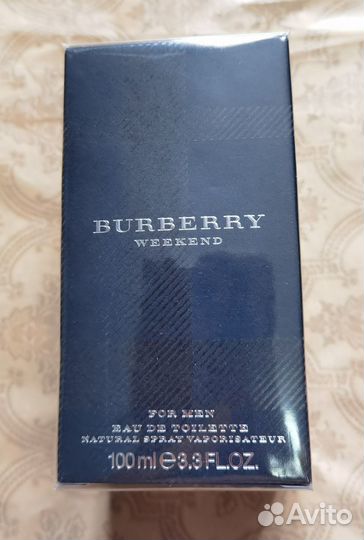 BURBERRY
WEEKEND
FOR MEN
EAU DE TOILETTE
NATURAL SPRAY VAPORISATEUR
100 ml ℮ 3.3 FL.OZ.
Avito